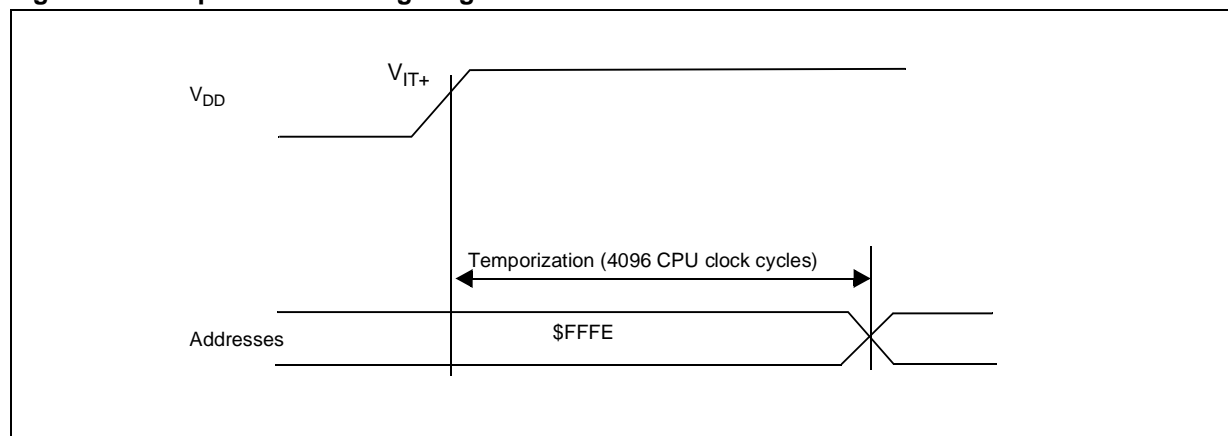 V_IT+
V_DD
Temporization (4096 CPU clock cycles)
$FFFE
Addresses